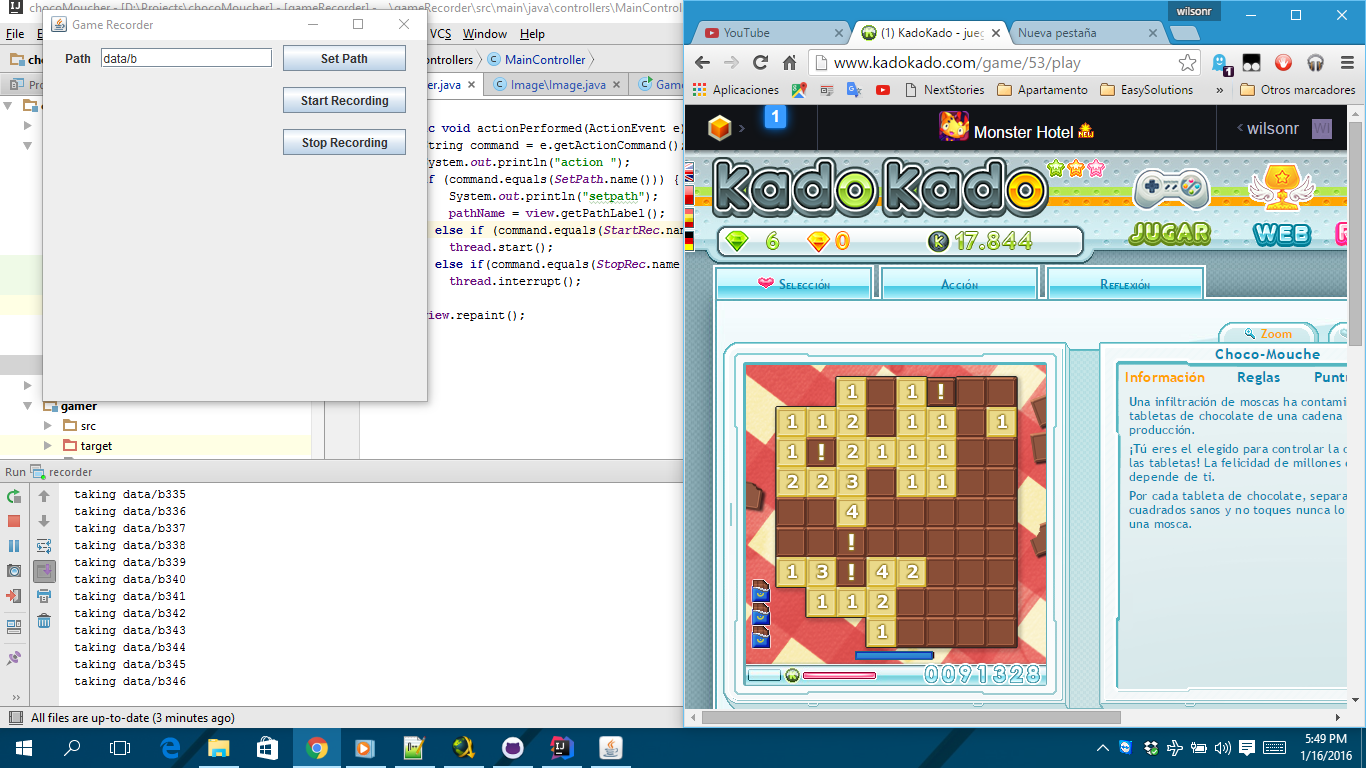 chocoMoucher - [D:\Projects\chocoMoucher] - [gameRecorder] - ...\gameRecorder\src\main\java\controllers\MainControl
File
VCS
Window
Help
controllers
MainController
Image\Image.java
Game Recorder
Path
data/b
Set Path
Start Recording
Stop Recording
c void actionPerformed(ActionEvent e)
tring command = e.getActionCommand();
ystem.out.println("action ");
f (command.equals(SetPath.name())) {
System.out.println("setpath");
pathName = view.getPathLabel();
else if (command.equals(StartRec.na
thread.start();
else if(command.equals(StopRec.name
thread.interrupt();
iew.repaint();
gamer
src
target
Run
recorder
taking data/b335
taking data/b336
taking data/b337
taking data/b338
taking data/b339
taking data/b340
taking data/b341
taking data/b342
taking data/b343
taking data/b344
taking data/b345
taking data/b346
All files are up-to-date (3 minutes ago)
wilsonr
YouTube
(1) KadoKado - jueg
Nueva pestaña
www.kadokado.com/game/53/play
1
Aplicaciones
NextStories
Apartamento
EasySolutions
»
Otros marcadores
1
Monster Hotel
NEW
wilsonr
WI
KadoKado
6
0
K 17.844
JUGAR
WEB
Selección
Acción
Reflexión
Zoom
Choco-Mouche
Información
Reglas
Puntu
Una infiltración de moscas ha contami
tabletas de chocolate de una cadena
producción.
¡Tú eres el elegido para controlar la c
las tabletas! La felicidad de millones
depende de ti.
Por cada tableta de chocolate, separa
cuadrados sanos y no toques nunca lo
una mosca.
1 1 !
1 1 2 1 1 1
1 ! 2 1 1 1
2 2 3 1 1
4
!
1 3 ! 4 2
1 1 2
1
0091328
5:49 PM
1/16/2016